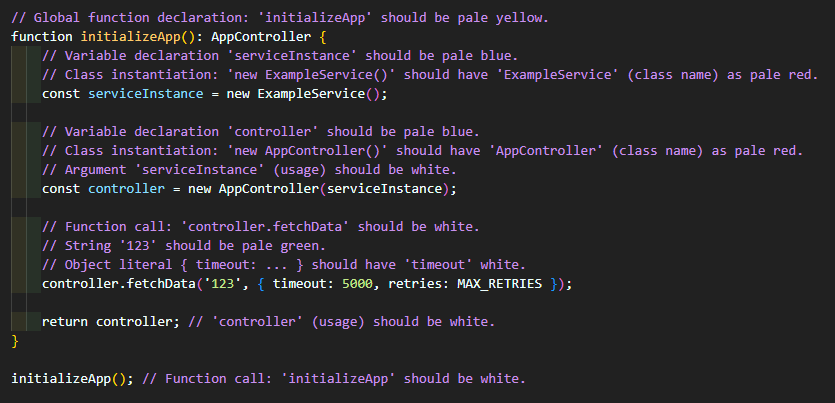 // Global function declaration: 'initializeApp' should be pale yellow.
function initializeApp(): AppController {
// Variable declaration 'serviceInstance' should be pale blue.
// Class instantiation: 'new ExampleService()' should have 'ExampleService' (class name) as pale red.
const serviceInstance = new ExampleService();
// Variable declaration 'controller' should be pale blue.
// Class instantiation: 'new AppController()' should have 'AppController' (class name) as pale red.
// Argument 'serviceInstance' (usage) should be white.
const controller = new AppController(serviceInstance);
// Function call: 'controller.fetchData' should be white.
// String '123' should be pale green.
// Object literal { timeout: ... } should have 'timeout' white.
controller.fetchData('123', { timeout: 5000, retries: MAX_RETRIES });
return controller; // 'controller' (usage) should be white.
}
initializeApp(); // Function call: 'initializeApp' should be white.